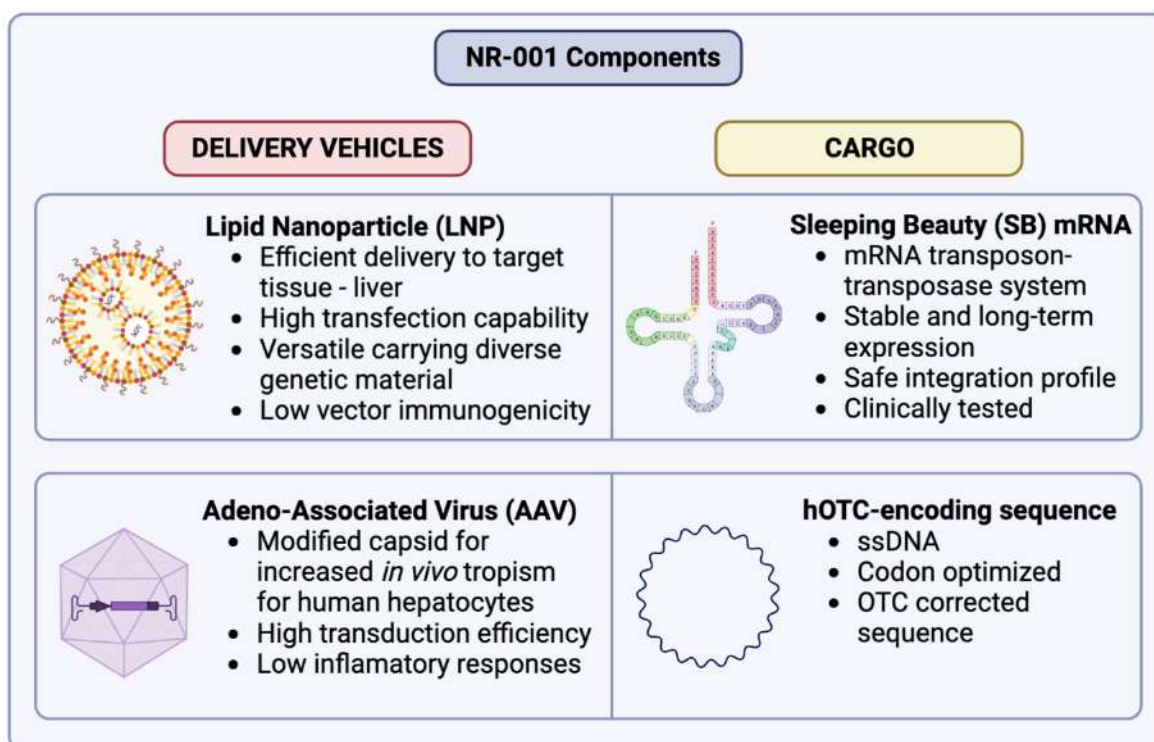 NR-001 Components
DELIVERY VEHICLES
CARGO
Lipid Nanoparticle (LNP)
• Efficient delivery to target
tissue - liver
• High transfection capability
• Versatile carrying diverse
genetic material
• Low vector immunogenicity
Sleeping Beauty (SB) mRNA
• mRNA transposon-
transposase system
• Stable and long-term
expression
• Safe integration profile
• Clinically tested
Adeno-Associated Virus (AAV)
• Modified capsid for
increased in vivo tropism
for human hepatocytes
• High transduction efficiency
• Low inflamatory responses
hOTC-encoding sequence
• ssDNA
• Codon optimized
• OTC corrected
sequence